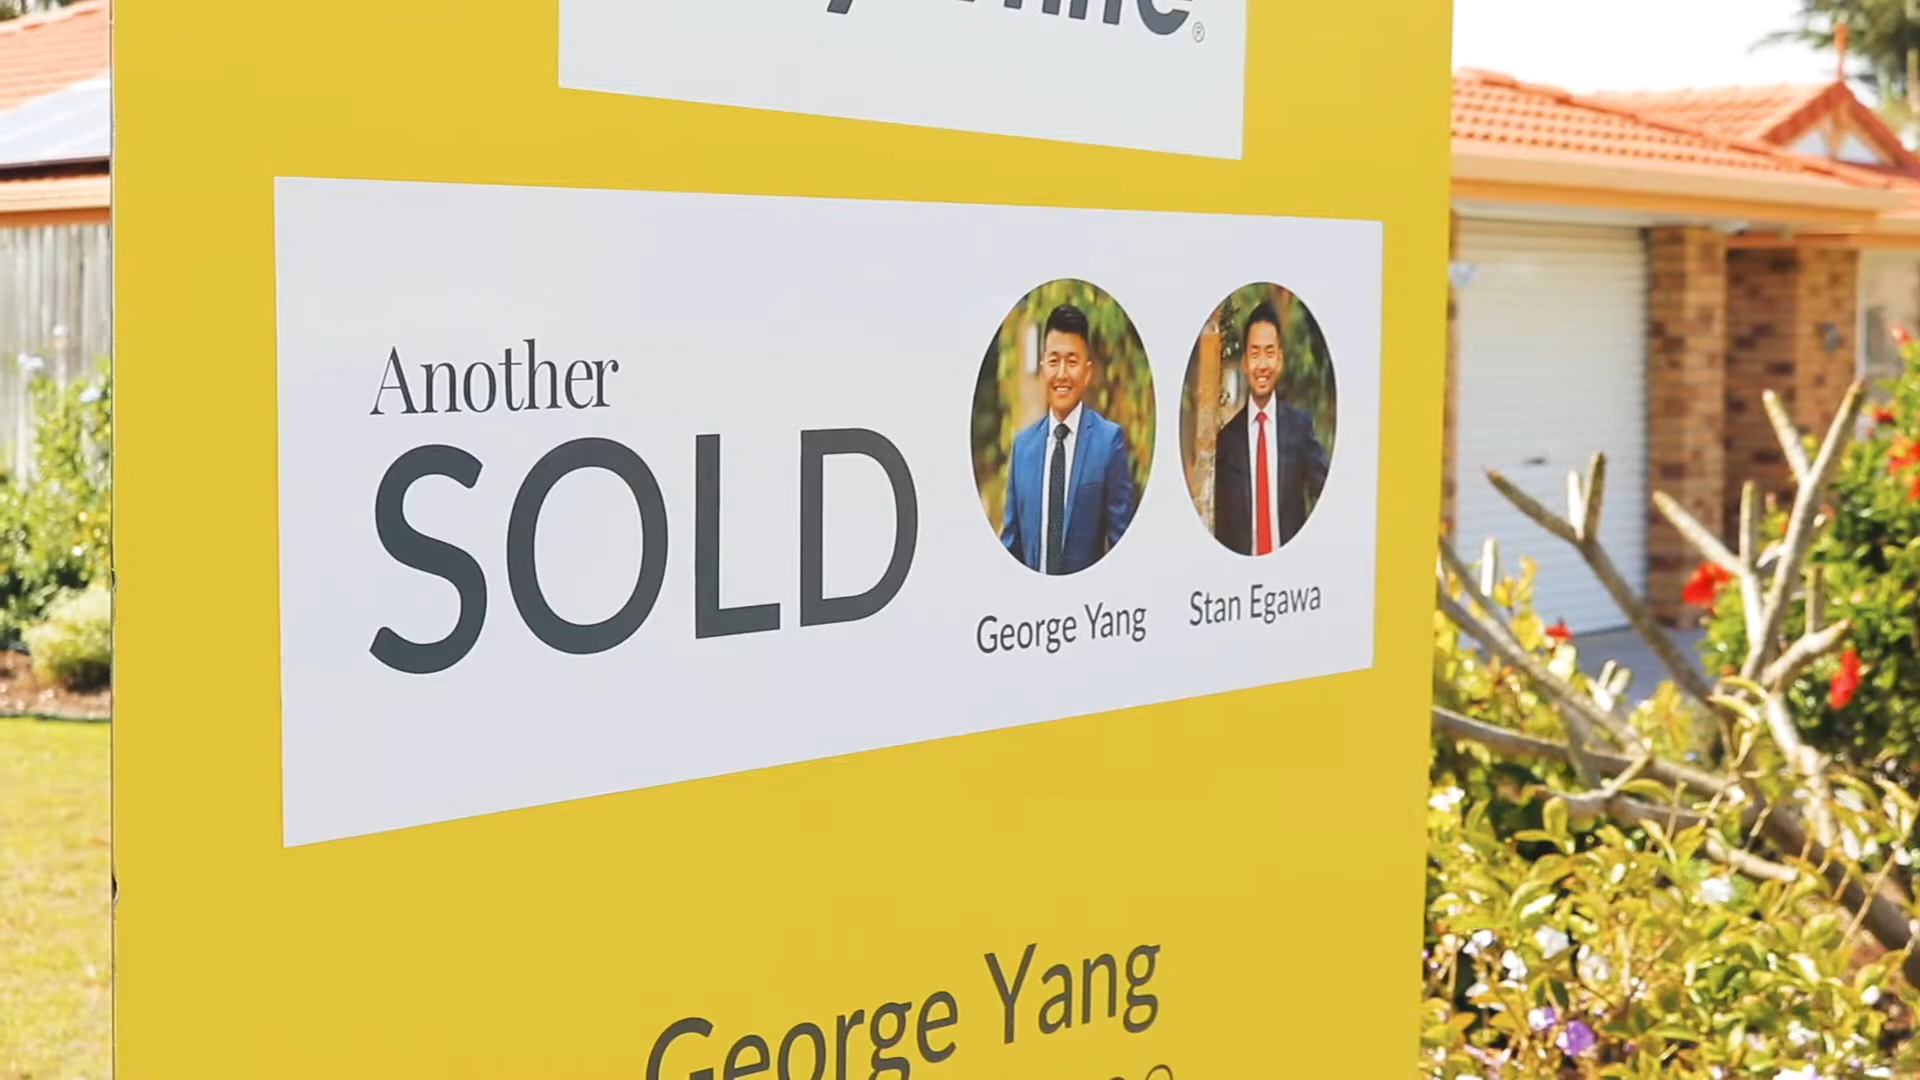 Another
SOLD
George Yang
Stan Egawa
George Yang